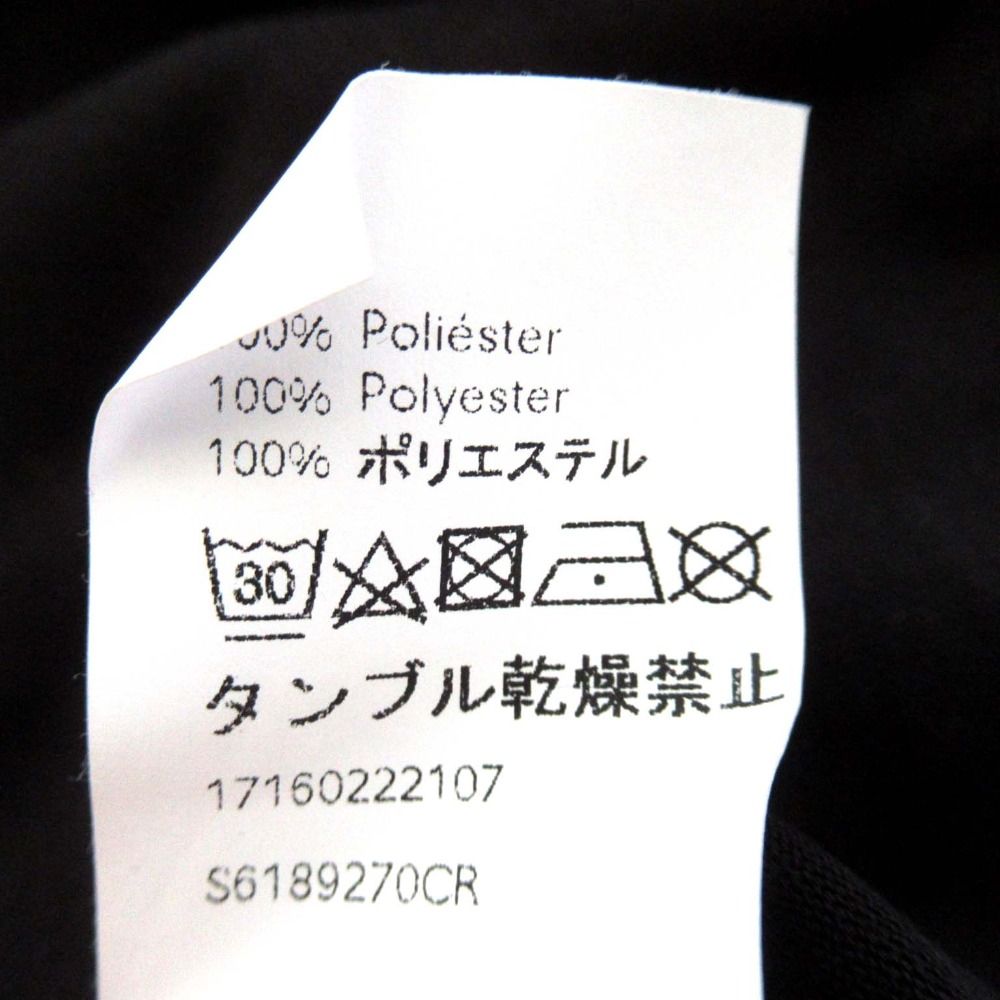 00% Poliéster
100% Polyester
100% ポリエステル
30
タンブル乾燥禁止
17160222107
S6189270CR